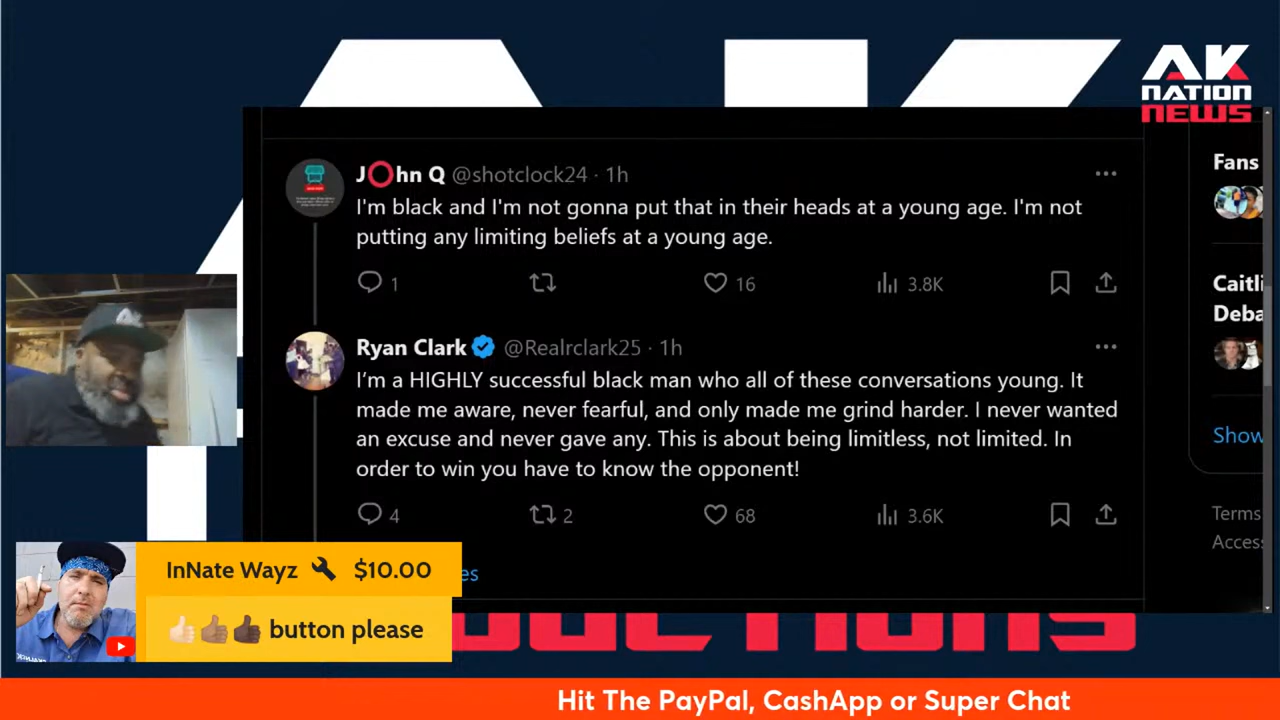 AK
NATION
NEWS
J⭕hn Q @shotclock24 · 1h
I'm black and I'm not gonna put that in their heads at a young age. I'm not
putting any limiting beliefs at a young age.
1
16
3.8K
Ryan Clark @Realrclark25 · 1h
I'm a HIGHLY successful black man who all of these conversations young. It
made me aware, never fearful, and only made me grind harder. I never wanted
an excuse and never gave any. This is about being limitless, not limited. In
order to win you have to know the opponent!
4
2
68
3.6K
es
Fans
Caitli
Deba
Show
Terms
Access
InNate Wayz 🔧 $10.00
👍🏻👍🏽👍🏿 button please
Hit The PayPal, CashApp or Super Chat